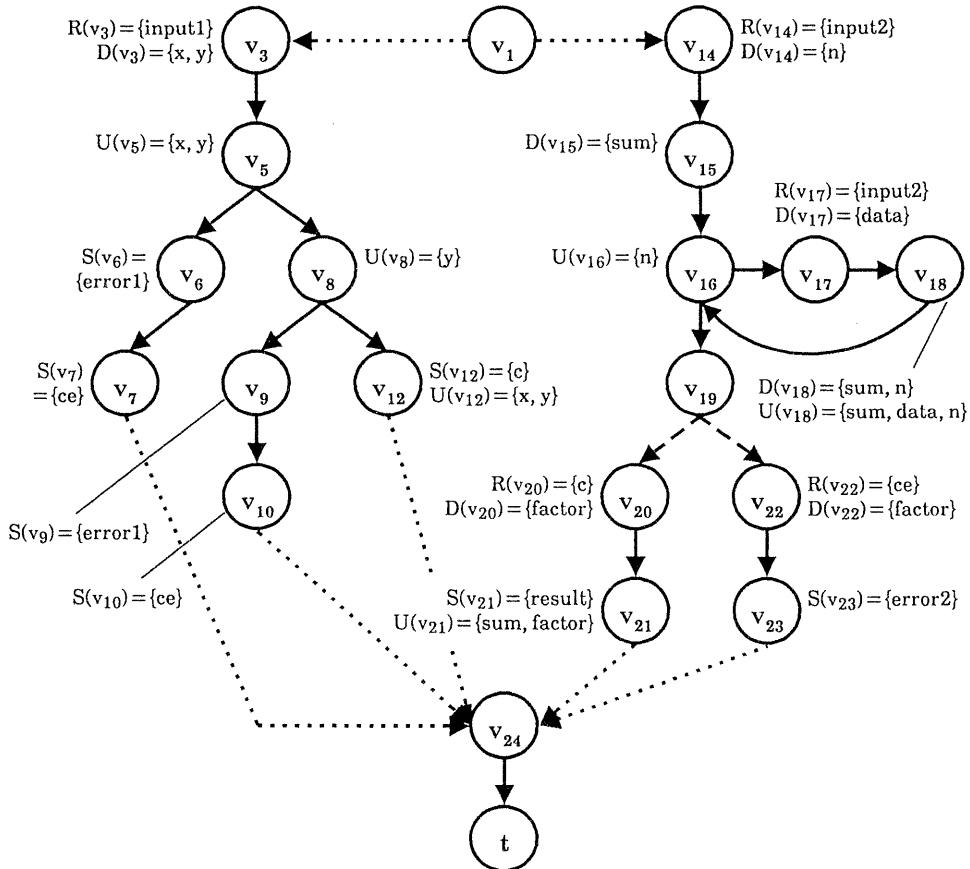 R(v₃)={input1}
D(v₃)={x, y}
v₃
v₁
v₁₄
R(v₁₄)={input2}
D(v₁₄)={n}
U(v₅)={x, y}
v₅
D(v₁₅)={sum}
v₁₅
R(v₁₇)={input2}
D(v₁₇)={data}
S(v₆)=
{error1}
v₆
v₈
U(v₈)={y}
U(v₁₆)={n}
v₁₆
v₁₇
v₁₈
S(v₇)
={ce}
v₇
v₉
v₁₂
S(v₁₂)={c}
U(v₁₂)={x, y}
v₁₉
D(v₁₈)={sum, n}
U(v₁₈)={sum, data, n}
S(v₉)={error1}
v₁₀
R(v₂₀)={c}
D(v₂₀)={factor}
v₂₀
v₂₂
R(v₂₂)={ce}
D(v₂₂)={factor}
S(v₁₀)={ce}
S(v₂₁)={result}
U(v₂₁)={sum, factor}
v₂₁
v₂₃
S(v₂₃)={error2}
v₂₄
t